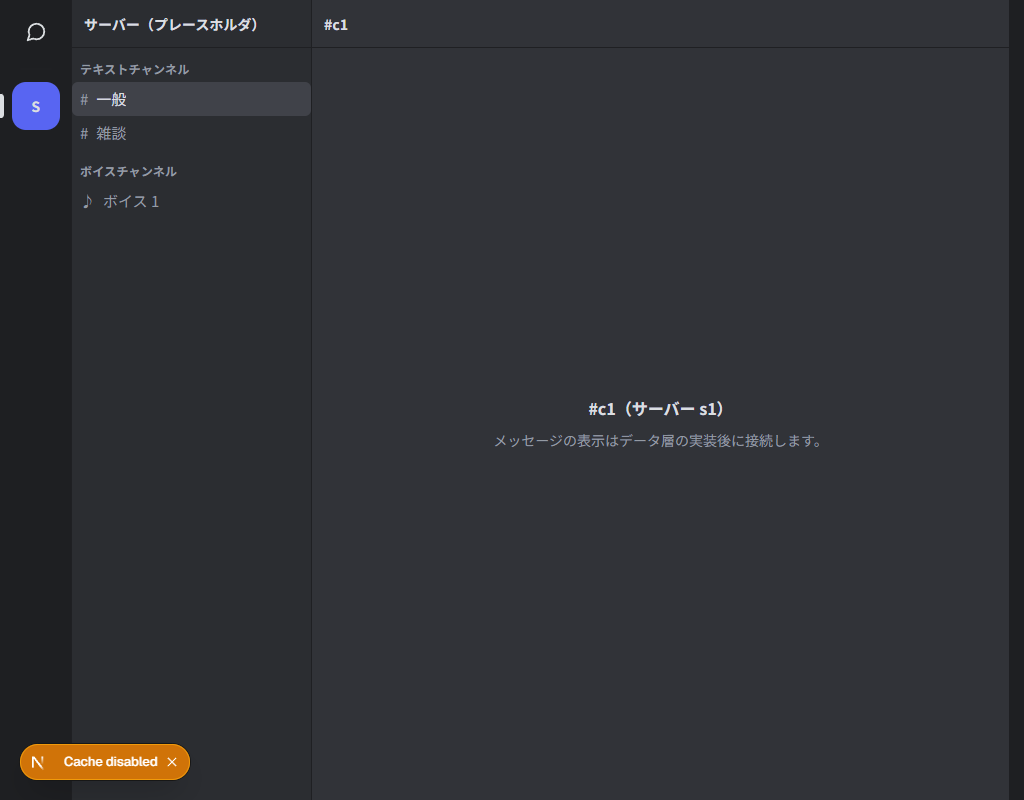 サーバー（プレースホルダ）
#c1
テキストチャンネル
# 一般
S
# 雑談
ボイスチャンネル
♪ ボイス 1
#c1（サーバー s1）
メッセージの表示はデータ層の実装後に接続します。
N Cache disabled ×